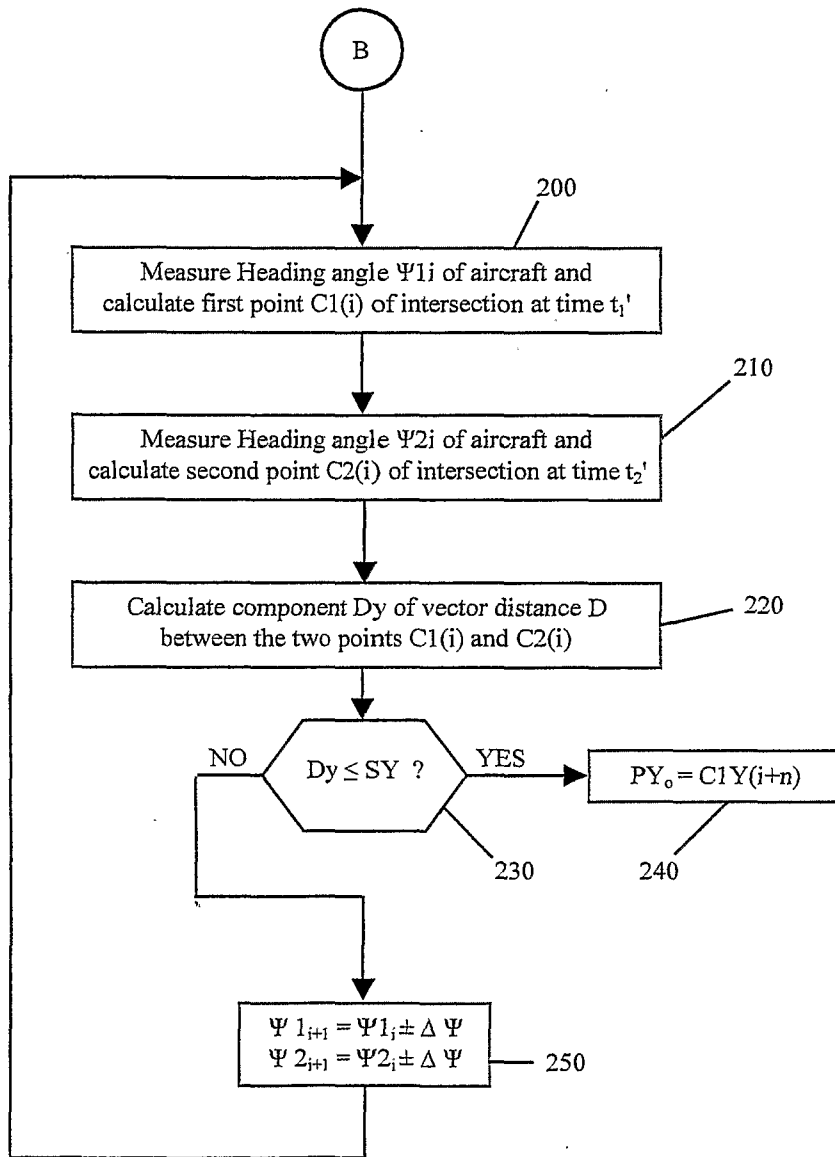 B
200
Measure Heading angle Ψ1i of aircraft and
calculate first point C1(i) of intersection at time t₁'
210
Measure Heading angle Ψ2i of aircraft and
calculate second point C2(i) of intersection at time t₂'
Calculate component Dy of vector distance D
between the two points C1(i) and C2(i)
220
NO
Dy ≤ SY ?
YES
PYₒ = C1Y(i+n)
230
240
Ψ 1ᵢ₊₁ = Ψ1ᵢ ± Δ Ψ
Ψ 2ᵢ₊₁ = Ψ2ᵢ ± Δ Ψ
250